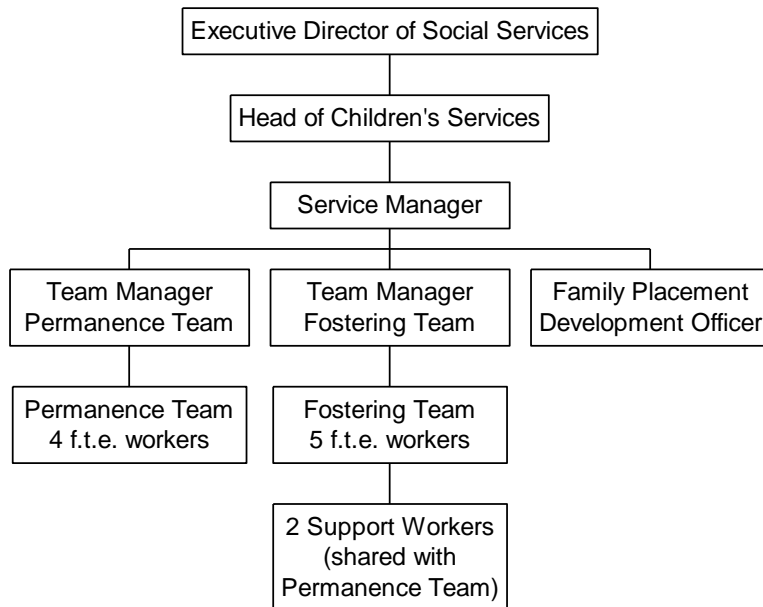 Executive Director of Social Services
Head of Children's Services
Service Manager
Team Manager
Permanence Team
Team Manager
Fostering Team
Family Placement
Development Officer
Permanence Team
4 f.t.e. workers
Fostering Team
5 f.t.e. workers
2 Support Workers
(shared with
Permanence Team)